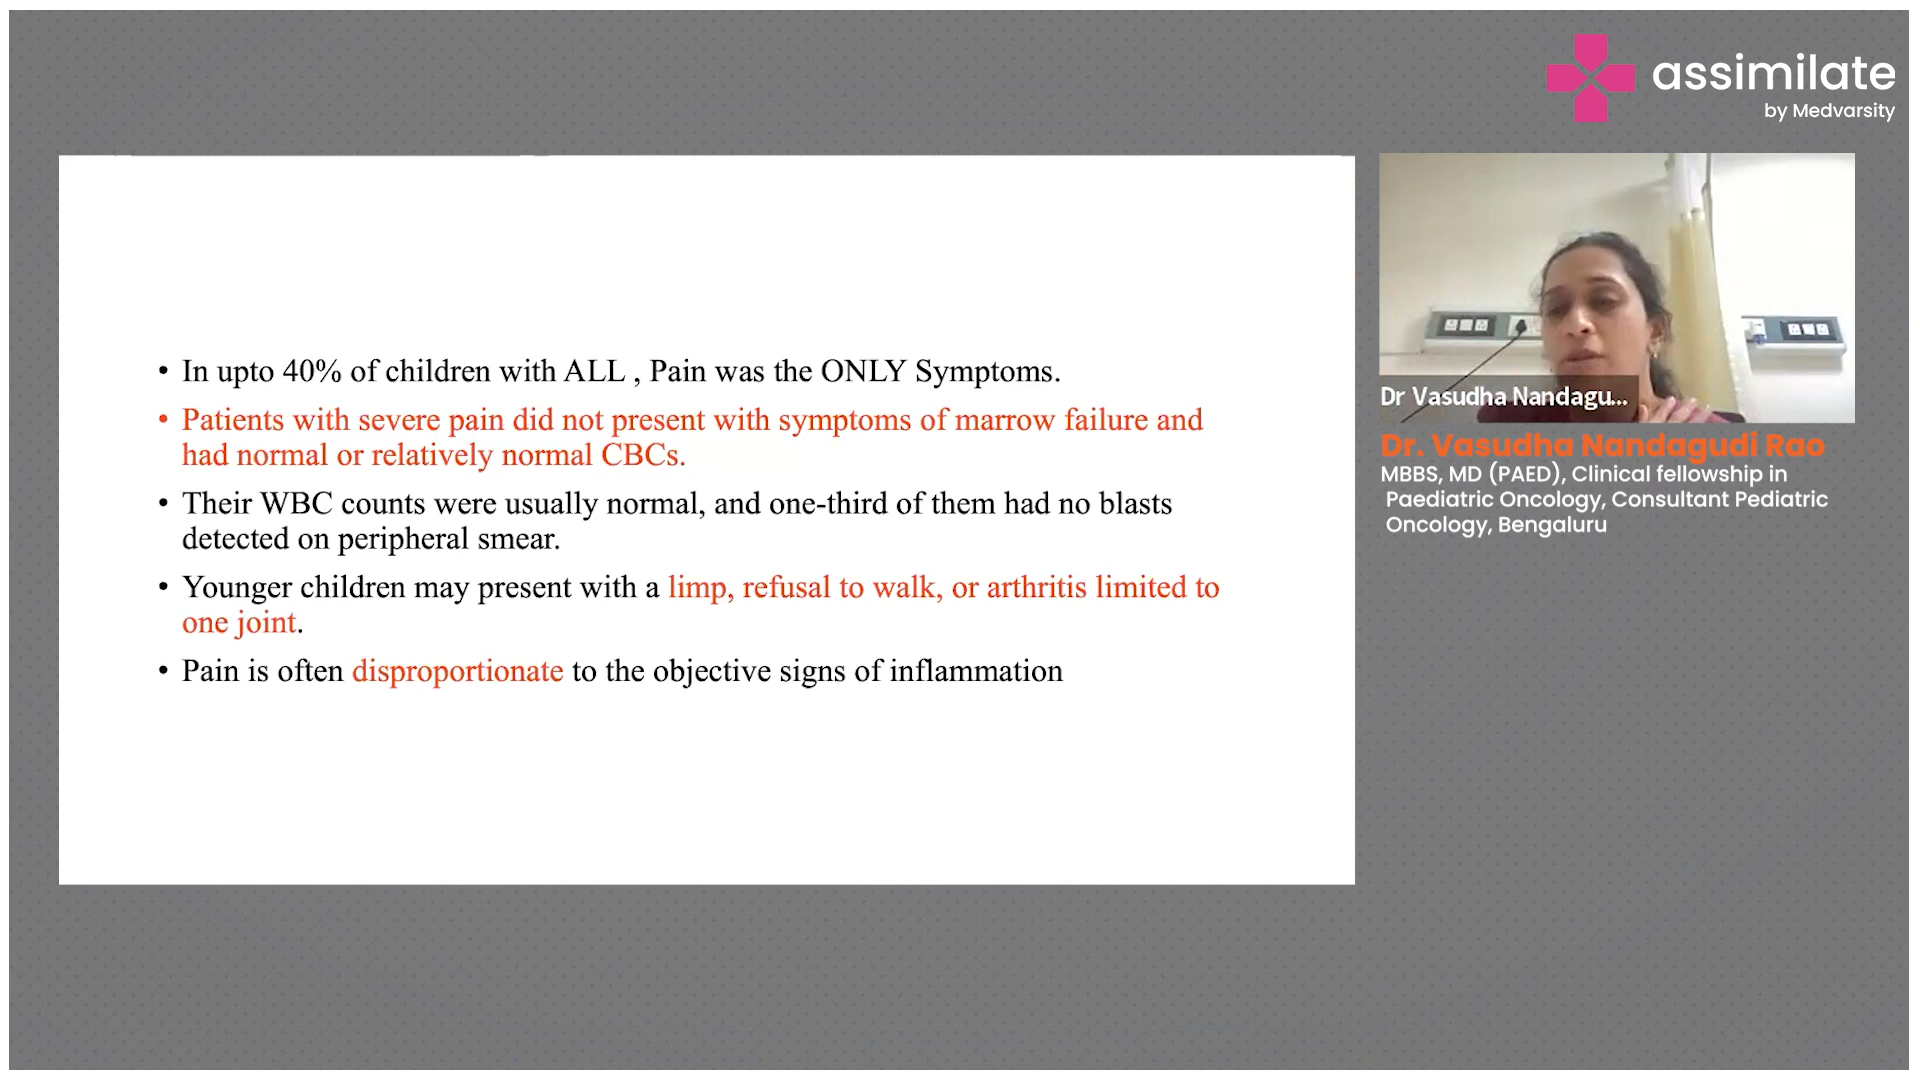 assimilate
by Medvarsity
• In upto 40% of children with ALL , Pain was the ONLY Symptoms.
• Patients with severe pain did not present with symptoms of marrow failure and
had normal or relatively normal CBCs.
• Their WBC counts were usually normal, and one-third of them had no blasts
detected on peripheral smear.
• Younger children may present with a limp, refusal to walk, or arthritis limited to
one joint.
• Pain is often disproportionate to the objective signs of inflammation
Dr Vasudha Nandagu...
Dr. Vasudha Nandagudi Rao
MBBS, MD (PAED), Clinical fellowship in
Paediatric Oncology, Consultant Pediatric
Oncology, Bengaluru